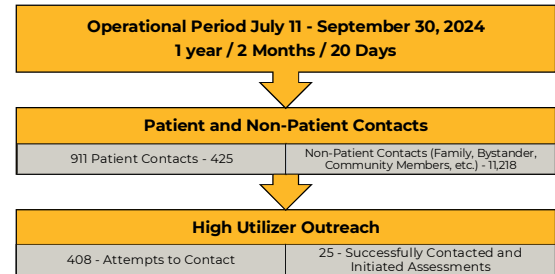 Operational Period July 11 - September 30, 2024
1 year / 2 Months / 20 Days
Patient and Non-Patient Contacts
911 Patient Contacts - 425
Non-Patient Contacts (Family, Bystander,
Community Members, etc.) - 11,218
High Utilizer Outreach
408 - Attempts to Contact
25 - Successfully Contacted and
Initiated Assessments